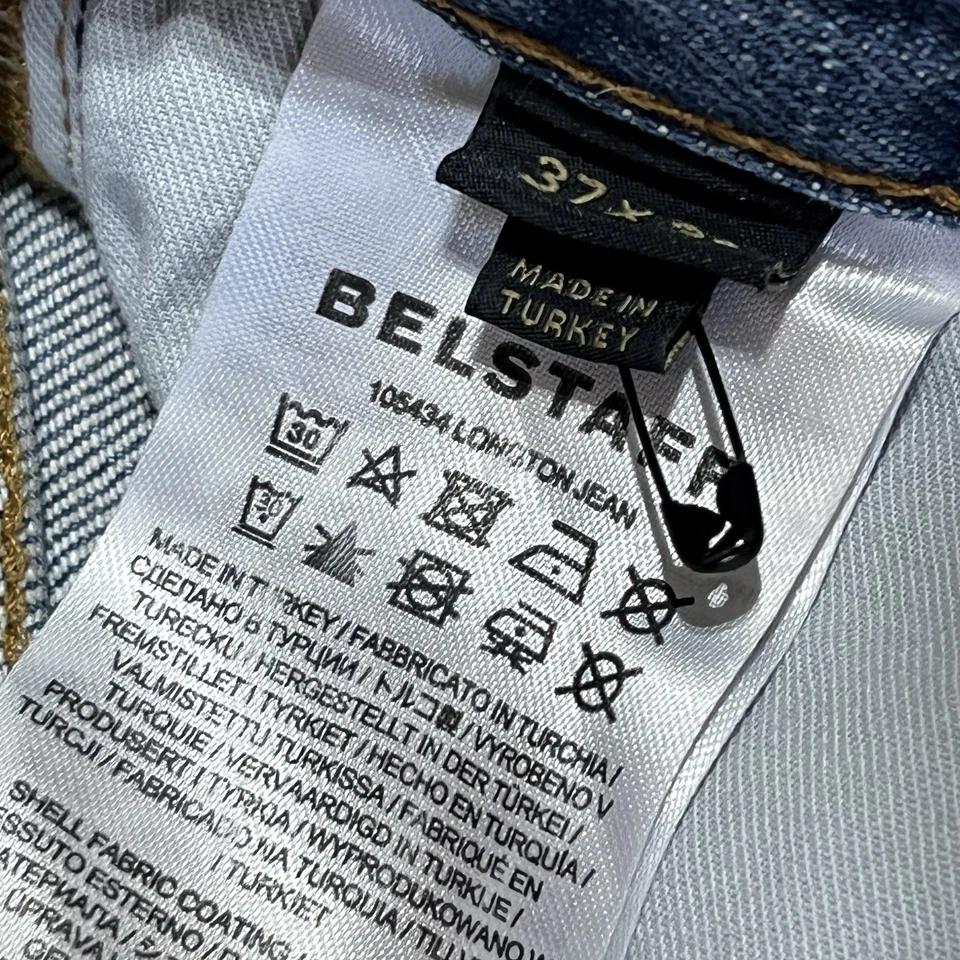 37 x
MADE IN
TURKEY
BELSTAFF
105434 LONGTON JEAN
30
30
MADE IN TURKEY / FABBRICATO IN TURCHIA /
СДЕЛАНО В ТУРЦИИ / トルコ製 / VYROBENO V
TURECKU / HERGESTELLT IN DER TÜRKEI /
FREMSTILLET I TYRKIET / HECHO EN TURQUÍA /
VALMISTETTU TURKISSA / FABRIQUÉ EN
TURQUIE / VERVAARDIGD IN TURKIJE /
PRODUSERT I TYRKIA / WYPRODUKOWANO W
TURCJI / FABRICADO NA TURQUIA /
I TURKIET
SHELL FABRIC COATING /
ESTERNO /